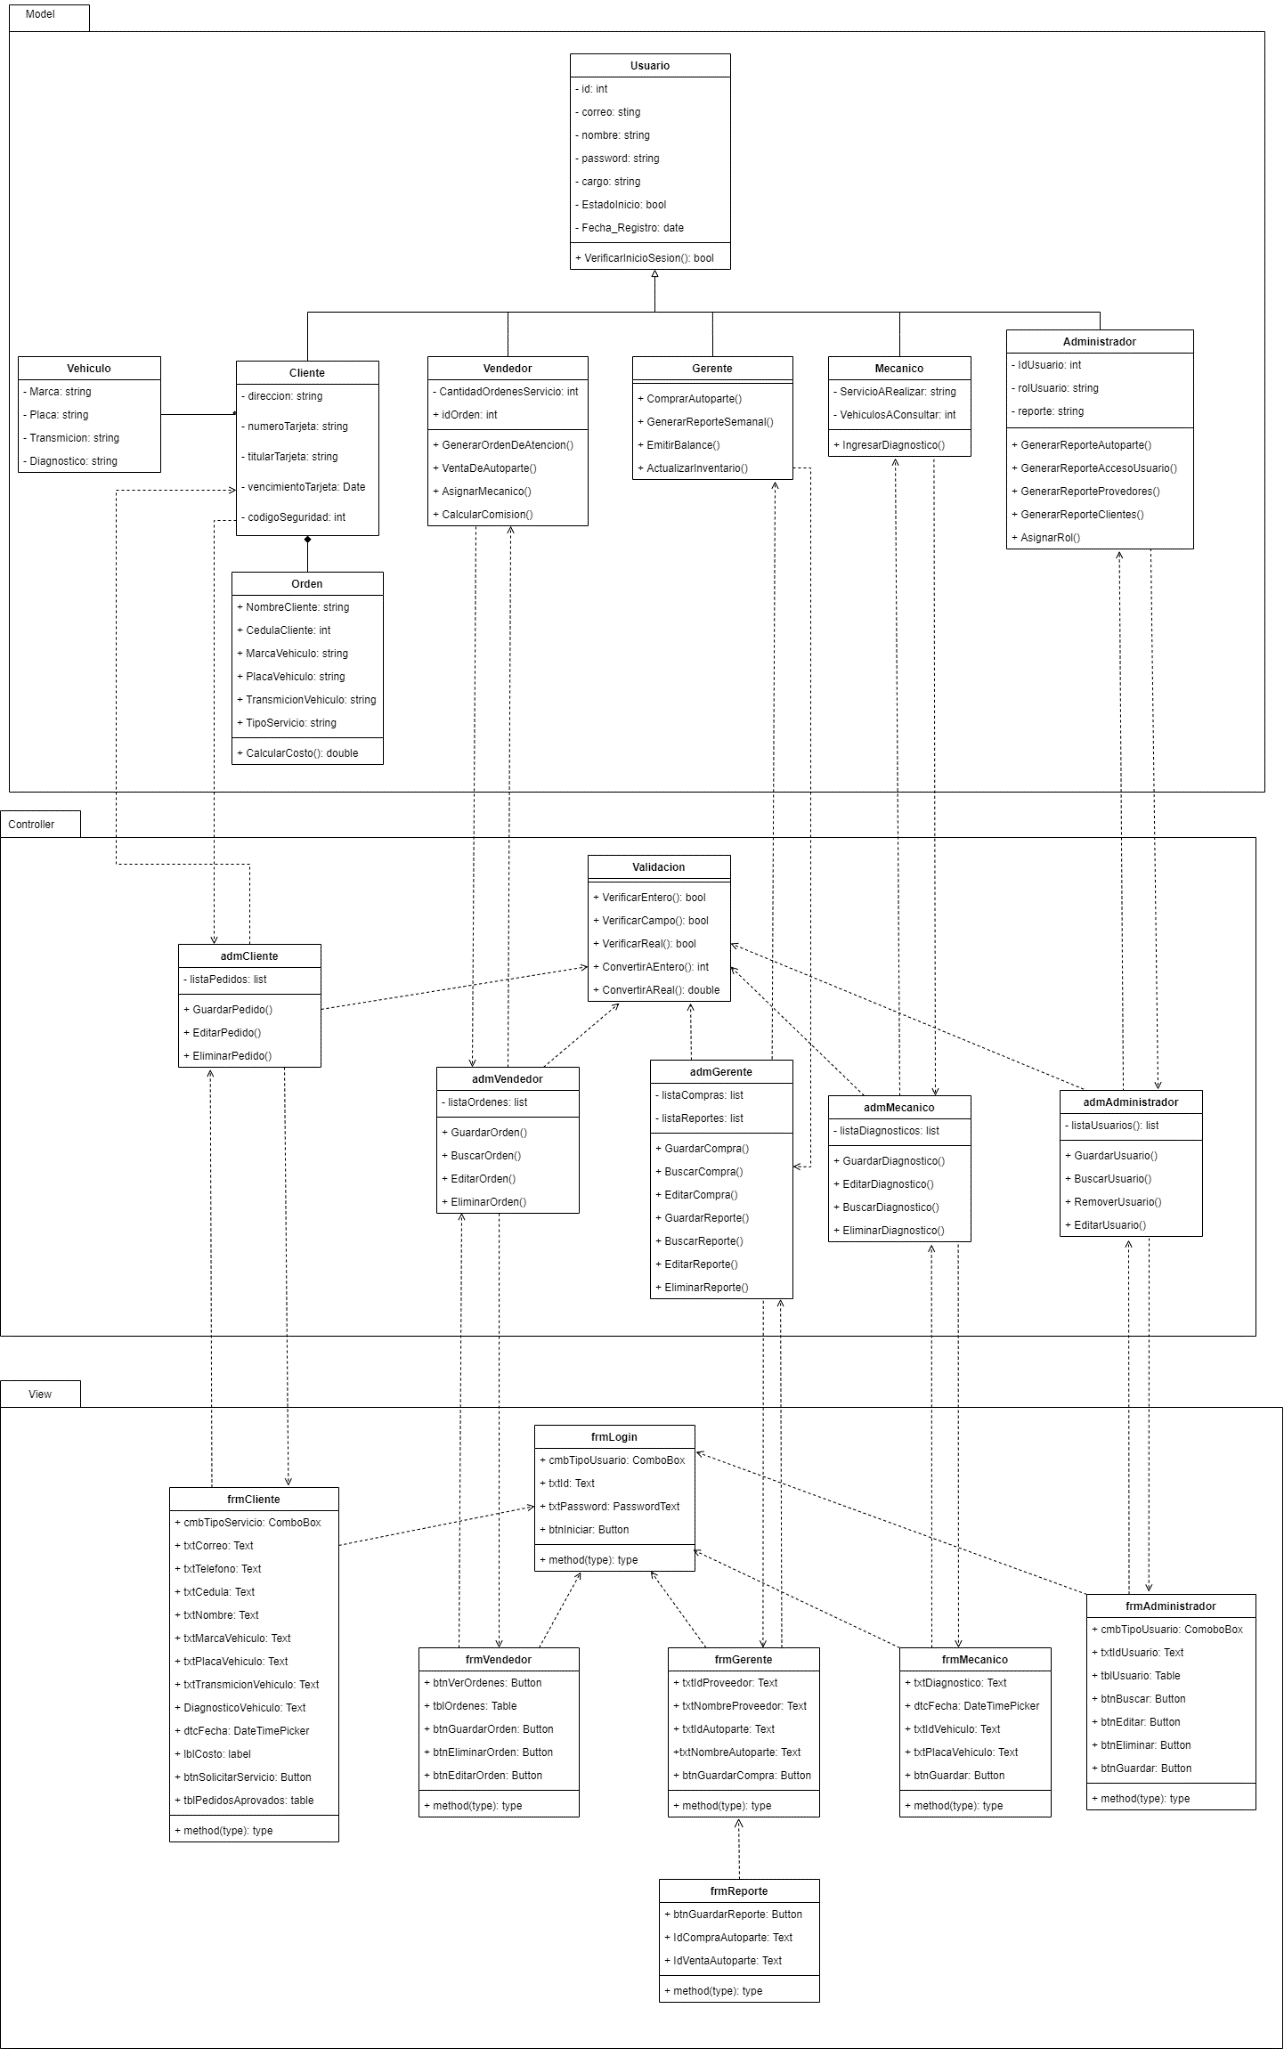 Model
Usuario
- id: int
- correo: sting
- nombre: string
- password: string
- cargo: string
- EstadoInicio: bool
- Fecha_Registro: date
+ VerificarInicioSesion(): bool
Vehiculo
- Marca: string
- Placa: string
- Transmicion: string
- Diagnostico: string
Cliente
- direccion: string
- numeroTarjeta: string
- titularTarjeta: string
- vencimientoTarjeta: Date
- codigoSeguridad: int
Vendedor
- CantidadOrdenesServicio: int
+ idOrden: int
+ GenerarOrdenDeAtencion()
+ VentaDeAutoparte()
+ AsignarMecanico()
+ CalcularComision()
Gerente
+ ComprarAutoparte()
+ GenerarReporteSemanal()
+ EmitirBalance()
+ ActualizarInventario()
Mecanico
- ServicioARealizar: string
- VehiculosAConsultar: int
+ IngresarDiagnostico()
Administrador
- IdUsuario: int
- rolUsuario: string
- reporte: string
+ GenerarReporteAutoparte()
+ GenerarReporteAccesoUsuario()
+ GenerarReporteProvedores()
+ GenerarReporteClientes()
+ AsignarRol()
Orden
+ NombreCliente: string
+ CedulaCliente: int
+ MarcaVehiculo: string
+ PlacaVehiculo: string
+ TransmicionVehiculo: string
+ TipoServicio: string
+ CalcularCosto(): double
Controller
Validacion
+ VerificarEntero(): bool
+ VerificarCampo(): bool
+ VerificarReal(): bool
+ ConvertirAEntero(): int
+ ConvertirAReal(): double
admCliente
- listaPedidos: list
+ GuardarPedido()
+ EditarPedido()
+ EliminarPedido()
admVendedor
- listaOrdenes: list
+ GuardarOrden()
+ BuscarOrden()
+ EditarOrden()
+ EliminarOrden()
admGerente
- listaCompras: list
- listaReportes: list
+ GuardarCompra()
+ BuscarCompra()
+ EditarCompra()
+ GuardarReporte()
+ BuscarReporte()
+ EditarReporte()
+ EliminarReporte()
admMecanico
- listaDiagnosticos: list
+ GuardarDiagnostico()
+ EditarDiagnostico()
+ BuscarDiagnostico()
+ EliminarDiagnostico()
admAdministrador
- listaUsuarios(): list
+ GuardarUsuario()
+ BuscarUsuario()
+ RemoverUsuario()
+ EditarUsuario()
View
frmLogin
+ cmbTipoUsuario: ComboBox
+ txtId: Text
+ txtPassword: PasswordText
+ btnIniciar: Button
+ method(type): type
frmCliente
+ cmbTipoServicio: ComboBox
+ txtCorreo: Text
+ txtTelefono: Text
+ txtCedula: Text
+ txtNombre: Text
+ txtMarcaVehiculo: Text
+ txtPlacaVehiculo: Text
+ txtTransmicionVehiculo: Text
+ DiagnosticoVehiculo: Text
+ dtcFecha: DateTimePicker
+ lblCosto: label
+ btnSolicitarServicio: Button
+ tblPedidosAprovados: table
+ method(type): type
frmVendedor
+ btnVerOrdenes: Button
+ tblOrdenes: Table
+ btnGuardarOrden: Button
+ btnEliminarOrden: Button
+ btnEditarOrden: Button
+ method(type): type
frmGerente
+ txtIdProveedor: Text
+ txtNombreProveedor: Text
+ txtIdAutoparte: Text
+txtNombreAutoparte: Text
+ btnGuardarCompra: Button
+ method(type): type
frmMecanico
+ txtDiagnostico: Text
+ dtcFecha: DateTimePicker
+ txtIdVehiculo: Text
+ txtPlacaVehiculo: Text
+ btnGuardar: Button
+ method(type): type
frmAdministrador
+ cmbTipoUsuario: ComoboBox
+ txtIdUsuario: Text
+ tblUsuario: Table
+ btnBuscar: Button
+ btnEditar: Button
+ btnEliminar: Button
+ btnGuardar: Button
+ method(type): type
frmReporte
+ btnGuardarReporte: Button
+ IdCompraAutoparte: Text
+ IdVentaAutoparte: Text
+ method(type): type